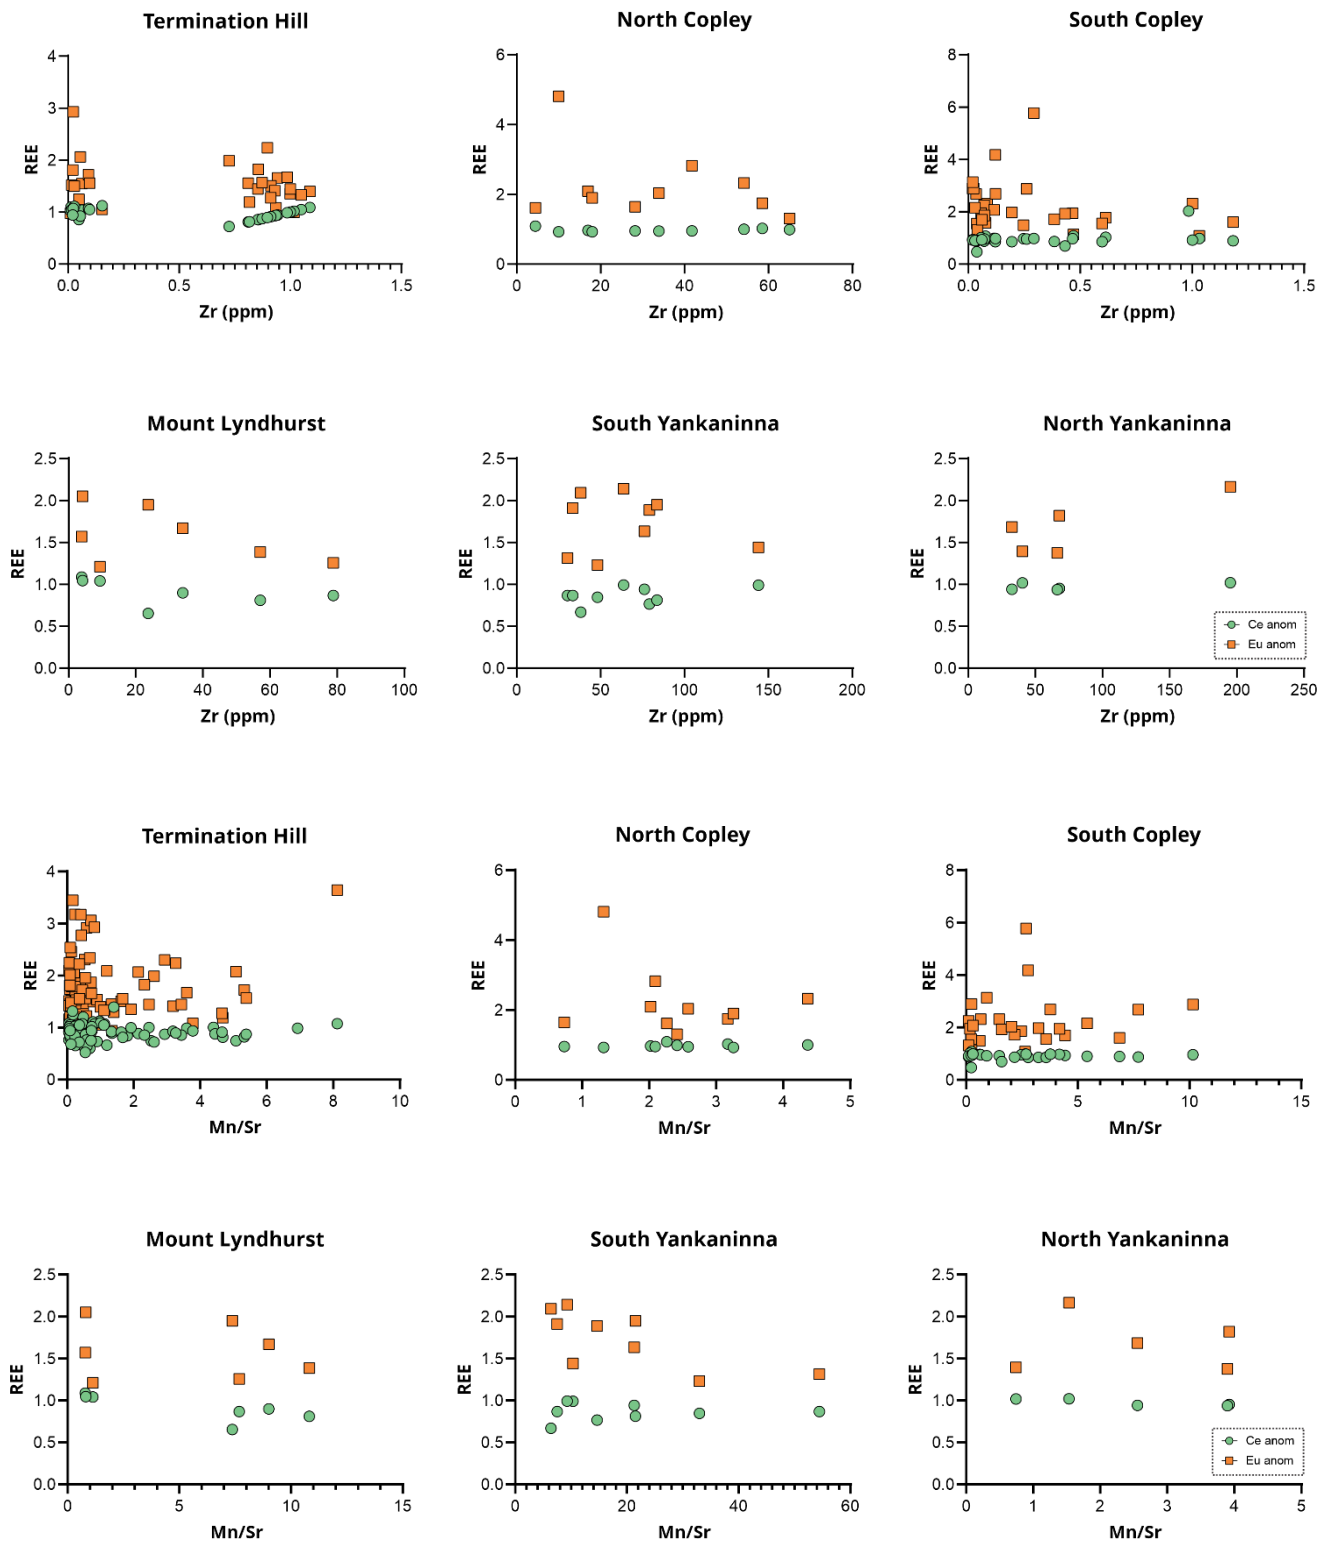 Termination Hill
North Copley
South Copley
4
3
2
1
0
REE
0.0 0.5 1.0 1.5
Zr (ppm)
6
4
2
0
REE
0 20 40 60 80
Zr (ppm)
8
6
4
2
0
REE
0.0 0.5 1.0 1.5
Zr (ppm)
Mount Lyndhurst
South Yankaninna
North Yankaninna
2.5
2.0
1.5
1.0
0.5
0.0
REE
0 20 40 60 80 100
Zr (ppm)
2.5
2.0
1.5
1.0
0.5
0.0
REE
0 50 100 150 200
Zr (ppm)
2.5
2.0
1.5
1.0
0.5
0.0
REE
Ce anom
Eu anom
0 50 100 150 200 250
Zr (ppm)
Termination Hill
North Copley
South Copley
4
3
2
1
0
REE
0 2 4 6 8 10
Mn/Sr
6
4
2
0
REE
0 1 2 3 4 5
Mn/Sr
8
6
4
2
0
REE
0 5 10 15
Mn/Sr
Mount Lyndhurst
South Yankaninna
North Yankaninna
2.5
2.0
1.5
1.0
0.5
0.0
REE
0 5 10 15
Mn/Sr
2.5
2.0
1.5
1.0
0.5
0.0
REE
0 20 40 60
Mn/Sr
2.5
2.0
1.5
1.0
0.5
0.0
REE
Ce anom
Eu anom
0 1 2 3 4 5
Mn/Sr